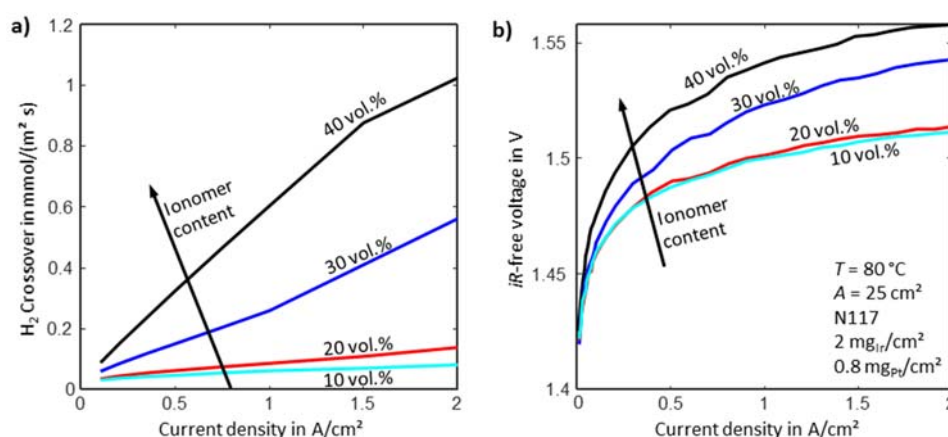 a)
H₂ Crossover in mmol/(m² s)
1.2
1
0.8
0.6
0.4
0.2
0
0
0.5
1
1.5
2
Current density in A/cm²
40 vol.%
30 vol.%
20 vol.%
10 vol.%
Ionomer
content
b)
iR-free voltage in V
1.55
1.5
1.45
1.4
0
0.5
1
1.5
2
Current density in A/cm²
40 vol.%
30 vol.%
20 vol.%
10 vol.%
Ionomer
content
T = 80 °C
A = 25 cm²
N117
2 mgIr/cm²
0.8 mgPt/cm²